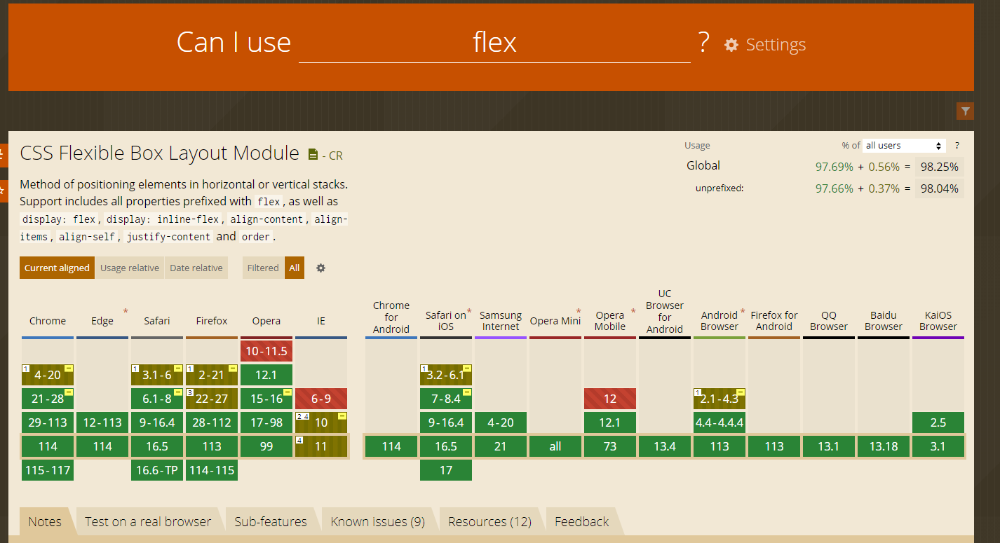 Can I use flex ? Settings
CSS Flexible Box Layout Module - CR
Usage % of all users ?
Global 97.69% + 0.56% = 98.25%
unprefixed: 97.66% + 0.37% = 98.04%
Method of positioning elements in horizontal or vertical stacks.
Support includes all properties prefixed with flex, as well as
display: flex, display: inline-flex, align-content, align-
items, align-self, justify-content and order.
Current aligned Usage relative Date relative Filtered All
Chrome Edge * Safari Firefox Opera IE
Chrome for Android Safari on iOS * Samsung Internet Opera Mini * Opera Mobile * UC Browser for Android Android Browser * Firefox for Android QQ Browser Baidu Browser KaiOS Browser
10-11.5
1 4-20 1 3.1-6 1 2-21 12.1 1 3.2-6.1
21-28 6.1-8 3 22-27 15-16 6-9 7-8.4 12 1 2.1-4.3
29-113 12-113 9-16.4 28-112 17-98 2 4 10 9-16.4 4-20 12.1 4.4-4.4.4 2.5
114 114 16.5 113 99 4 11 114 16.5 21 all 73 13.4 113 113 13.1 13.18 3.1
115-117 16.6-TP 114-115 17
Notes Test on a real browser Sub-features Known issues (9) Resources (12) Feedback